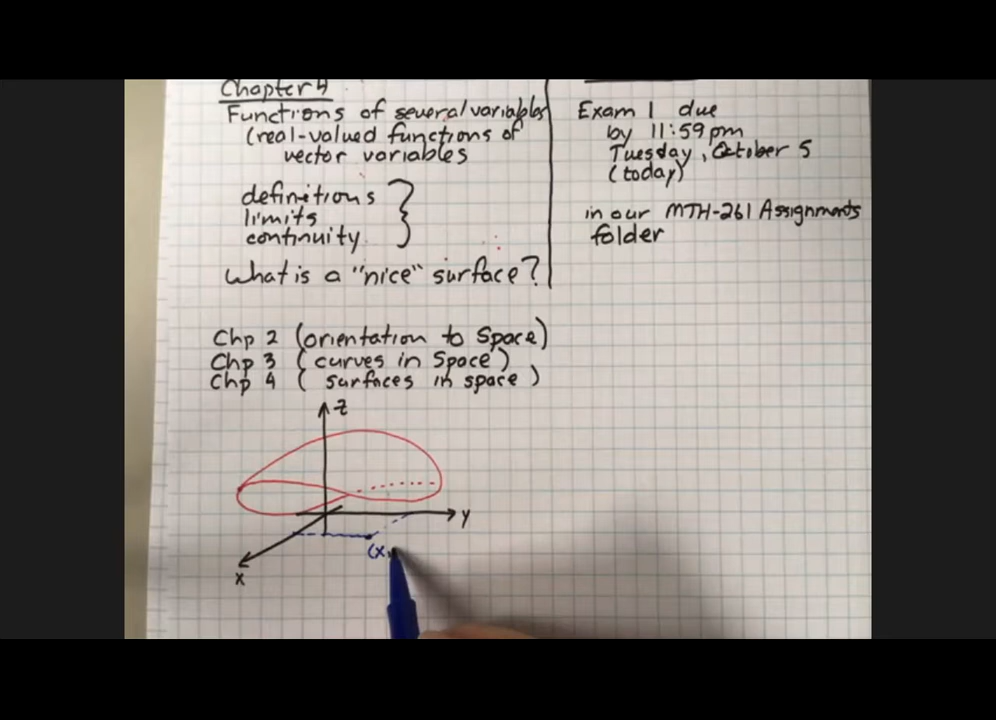 Chapter 4
Functions of several variables
(real-valued functions of
vector variables
definitions
limits
continuity
What is a "nice" surface?
Exam 1 due
by 11:59pm
Tuesday, October 5
(today)
in our MTH-261 Assignments
folder
Chp 2 (orientation to Space)
Chp 3 (curves in Space)
Chp 4 (surfaces in space)
z
y
(x,
x